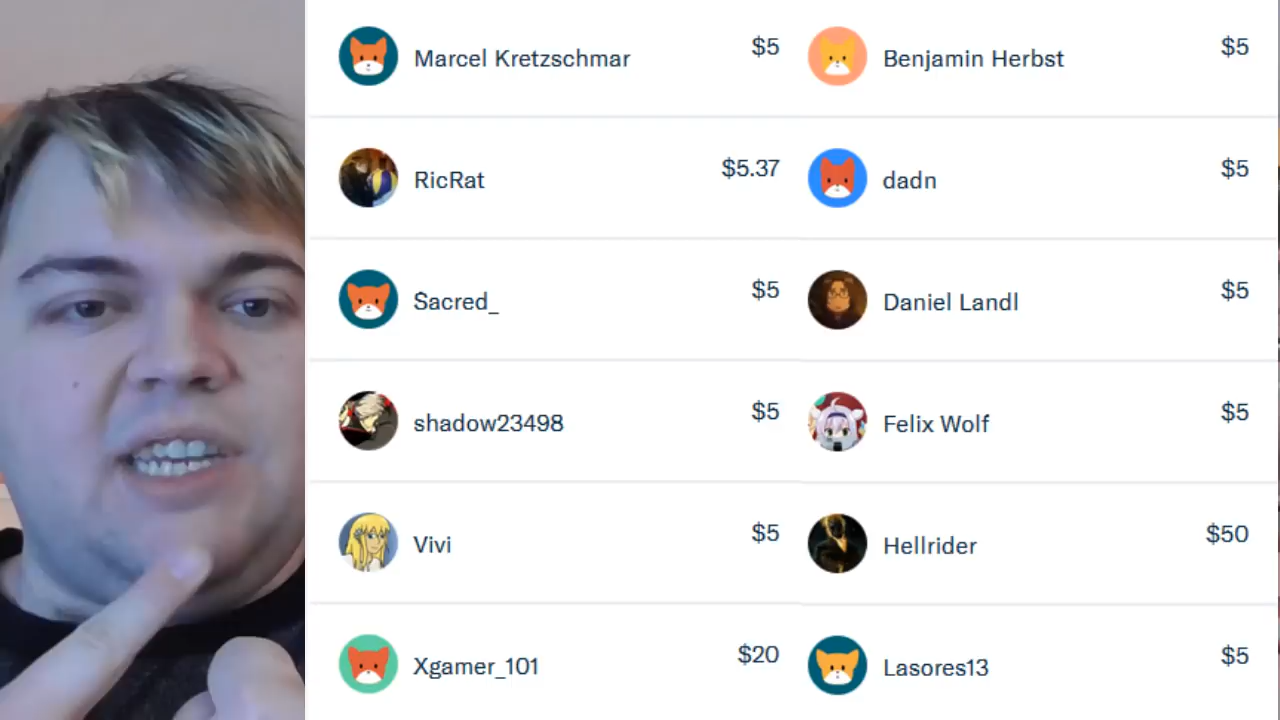 Marcel Kretzschmar $5 Benjamin Herbst $5
RicRat $5.37 dadn $5
Sacred_ $5 Daniel Landl $5
shadow23498 $5 Felix Wolf $5
Vivi $5 Hellrider $50
Xgamer_101 $20 Lasores13 $5